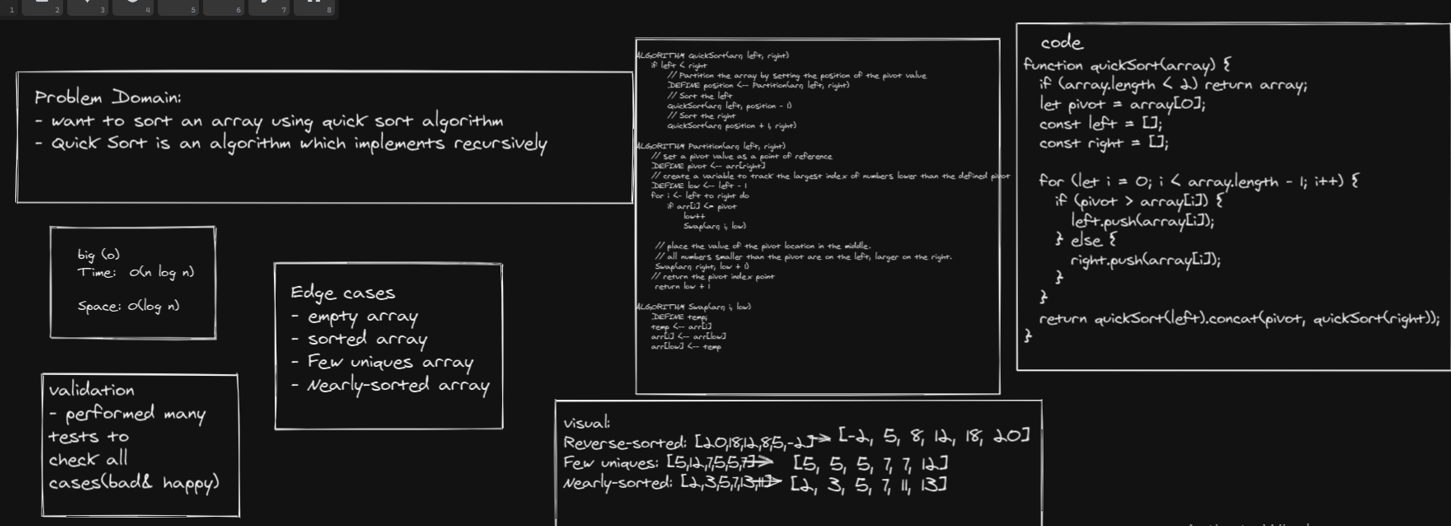 1 2 3 4 5 6 7 8
Problem Domain:
- want to sort an array using quick sort algorithm
- Quick Sort is an algorithm which implements recursively
big (o)
Time: O(n log n)
Space: O(log n)
validation
- performed many
tests to
check all
cases(bad& happy)
Edge cases
- empty array
- sorted array
- Few uniques array
- Nearly-sorted array
ALGORITHM QuickSort(arr, left, right)
if left < right
// Partition the array by setting the position of the pivot value
DEFINE position <-- Partition(arr, left, right)
// Sort the left
QuickSort(arr, left, position - 1)
// Sort the right
QuickSort(arr, position + 1, right)
ALGORITHM Partition(arr, left, right)
// set a pivot value as a point of reference
DEFINE pivot <-- arr[right]
// create a variable to track the largest index of numbers lower than the defined pivot
DEFINE low <-- left - 1
for i <- left to right do
if arr[i] <= pivot
low++
Swap(arr, i, low)
// place the value of the pivot location in the middle.
// all numbers smaller than the pivot are on the left, larger on the right.
Swap(arr, right, low + 1)
// return the pivot index point
return low + 1
ALGORITHM Swap(arr, i, low)
DEFINE temp;
temp <-- arr[i]
arr[i] <-- arr[low]
arr[low] <-- temp
code
function quickSort(array) {
if (array.length < 2) return array;
let pivot = array[0];
const left = [];
const right = [];
for (let i = 0; i < array.length - 1; i++) {
if (pivot > array[i]) {
left.push(array[i]);
} else {
right.push(array[i]);
}
}
return quickSort(left).concat(pivot, quickSort(right));
}
visual:
Reverse-sorted: [20,18,12,8,5,-2] [-2, 5, 8, 12, 18, 20]
Few uniques: [5,12,7,5,5,7] [5, 5, 5, 7, 7, 12]
Nearly-sorted: [2,3,5,7,13,11] [2, 3, 5, 7, 11, 13]